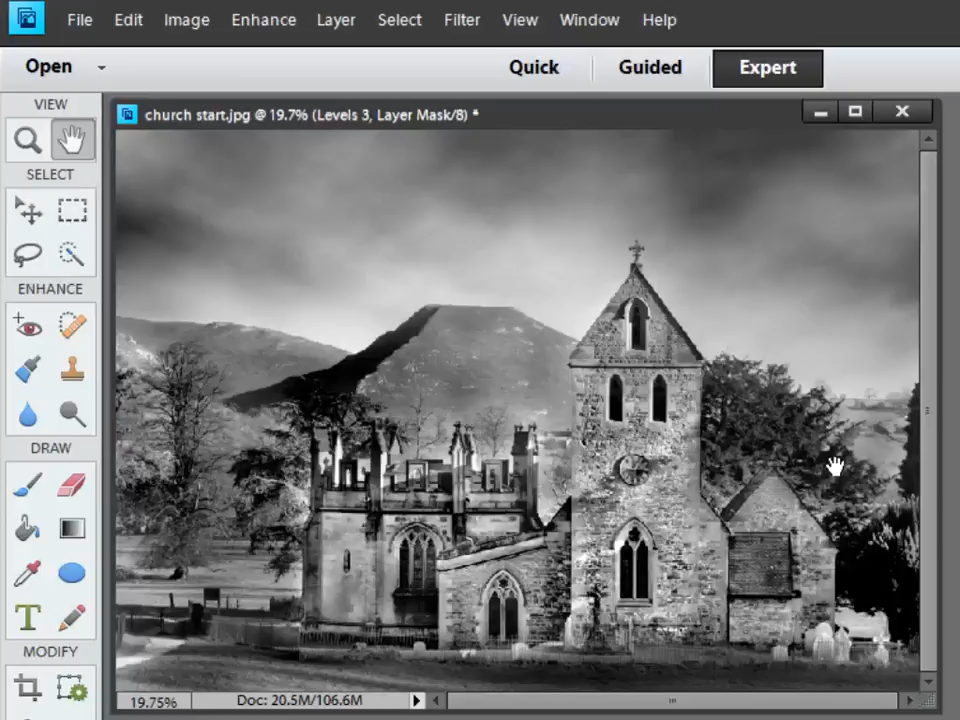 File Edit Image Enhance Layer Select Filter View Window Help
Open Quick Guided Expert
VIEW
church start.jpg @ 19.7% (Levels 3, Layer Mask/8) *
SELECT
ENHANCE
DRAW
T
MODIFY
19.75% Doc: 20.5M/106.6M